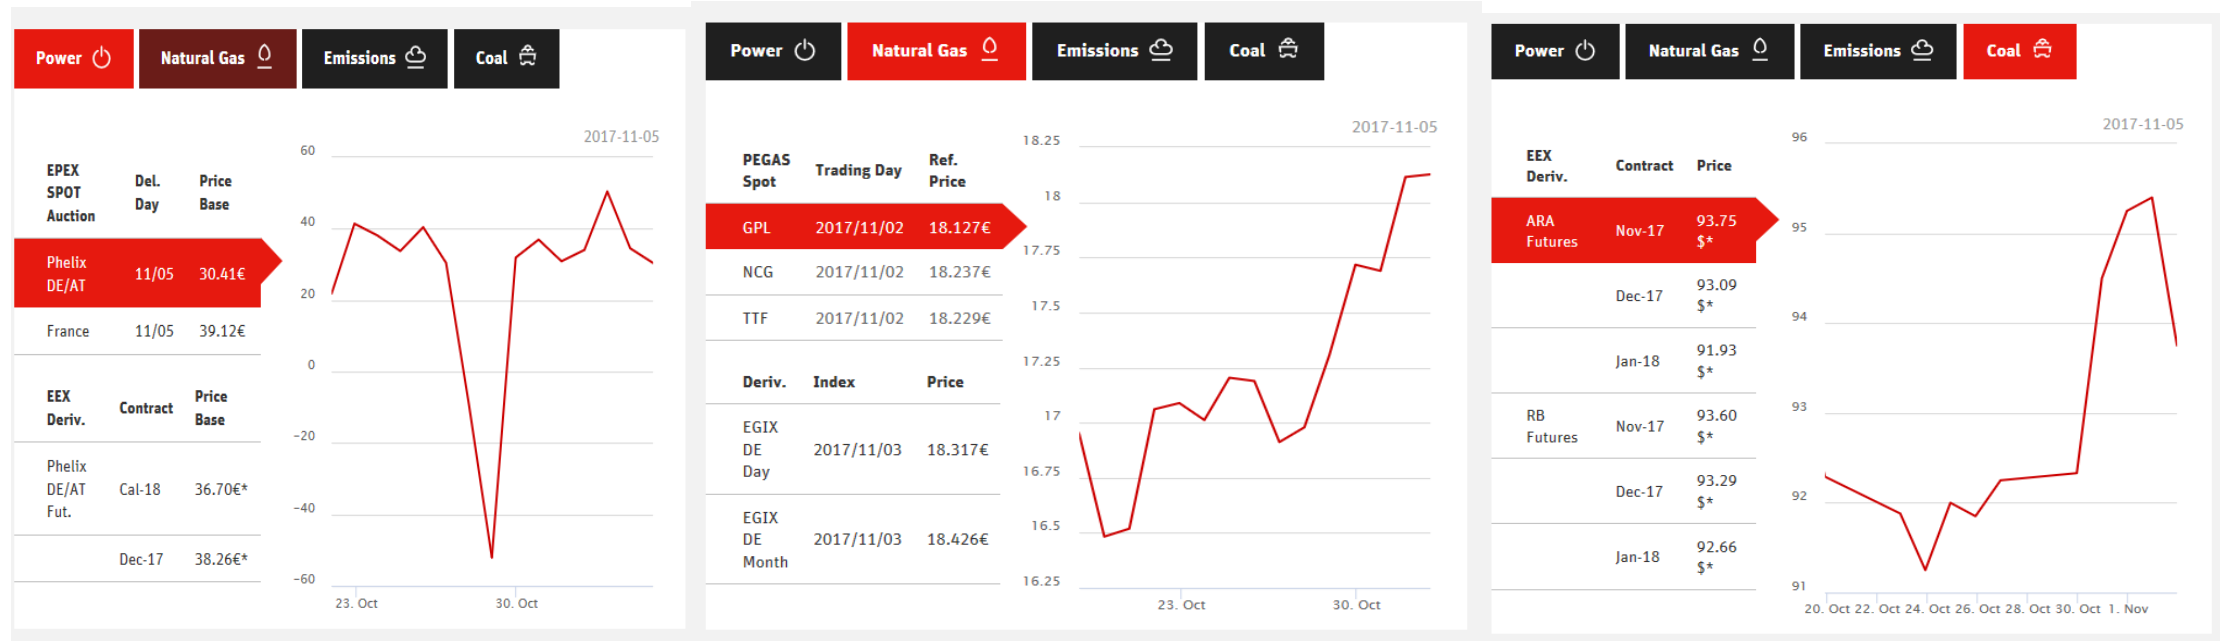 Power
Natural Gas
Emissions
Coal
2017-11-05
EPEX SPOT Auction Del. Day Price Base
Phelix DE/AT 11/05 30.41€
France 11/05 39.12€
EEX Deriv. Contract Price Base
Phelix DE/AT Fut. Cal-18 36.70€*
Dec-17 38.26€*
60
40
20
0
-20
-40
-60
23. Oct 30. Oct
Power
Natural Gas
Emissions
Coal
2017-11-05
PEGAS Spot Trading Day Ref. Price
GPL 2017/11/02 18.127€
NCG 2017/11/02 18.237€
TTF 2017/11/02 18.229€
Deriv. Index Price
EGIX DE Day 2017/11/03 18.317€
EGIX DE Month 2017/11/03 18.426€
18.25
18
17.75
17.5
17.25
17
16.75
16.5
16.25
23. Oct 30. Oct
Power
Natural Gas
Emissions
Coal
2017-11-05
EEX Deriv. Contract Price
ARA Futures Nov-17 93.75 $*
Dec-17 93.09 $*
Jan-18 91.93 $*
RB Futures Nov-17 93.60 $*
Dec-17 93.29 $*
Jan-18 92.66 $*
96
95
94
93
92
91
20. Oct 22. Oct 24. Oct 26. Oct 28. Oct 30. Oct 1. Nov